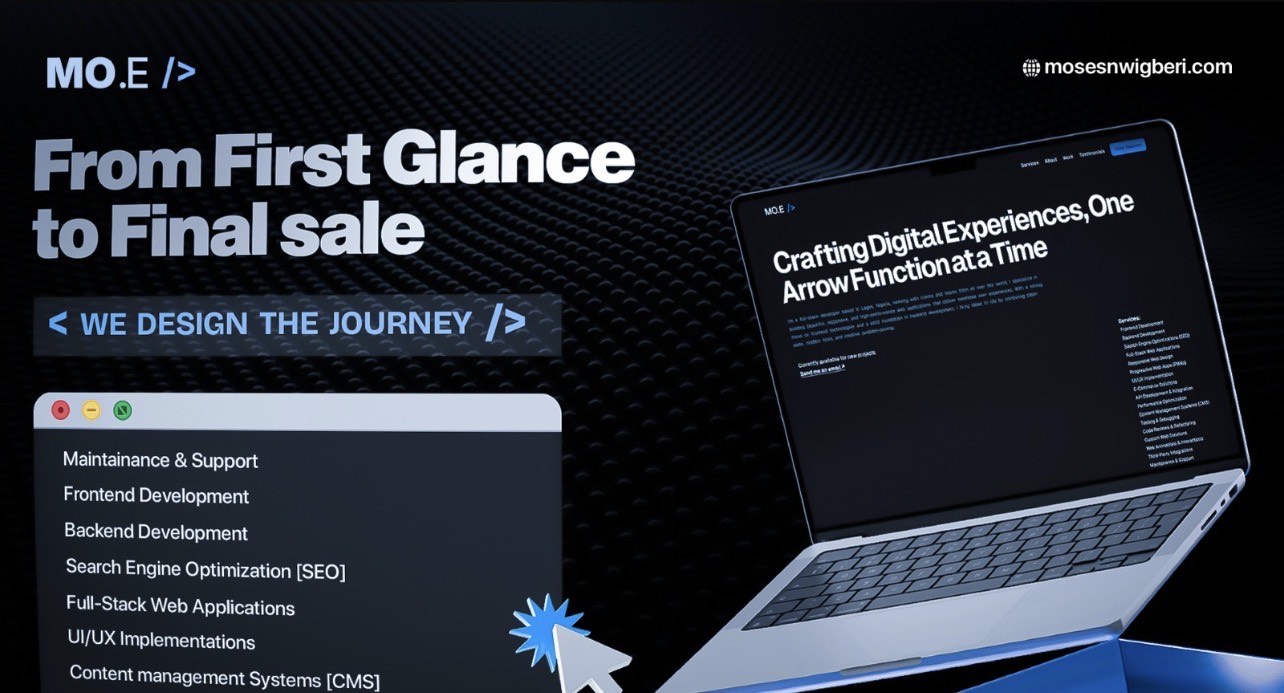 MO.E />
mosesnwigberi.com
From First Glance
to Final sale
< WE DESIGN THE JOURNEY />
Maintainance & Support
Frontend Development
Backend Development
Search Engine Optimization [SEO]
Full-Stack Web Applications
UI/UX Implementations
Content management Systems [CMS]
Services About Work Testimonials
MO.E />
Crafting Digital Experiences, One
Arrow Function at a Time
Currently available for new projects.
Send me an email ↗
Services:
Frontend Development
Backend Development
Search Engine Optimizations (SEO)
Full-Stack Web Applications
Responsive Web Design
Progressive Web Apps (PWAs)
UI/UX Implementation
E-Commerce Solutions
API Development & Integration
Performance Optimization
Content Management Systems (CMS)
Testing & Debugging
Code Reviews & Refactoring
Custom Web Solutions
Web Animations & Interactions
Third-Party Integrations
Maintenance & Support